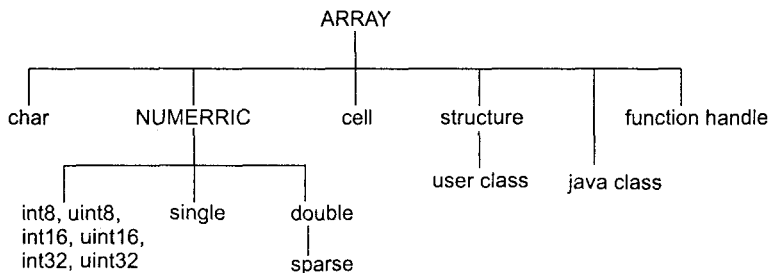 ARRAY
char NUMERRIC cell structure function handle
user class java class
int8, uint8, single double
int16, uint16,
int32, uint32 sparse